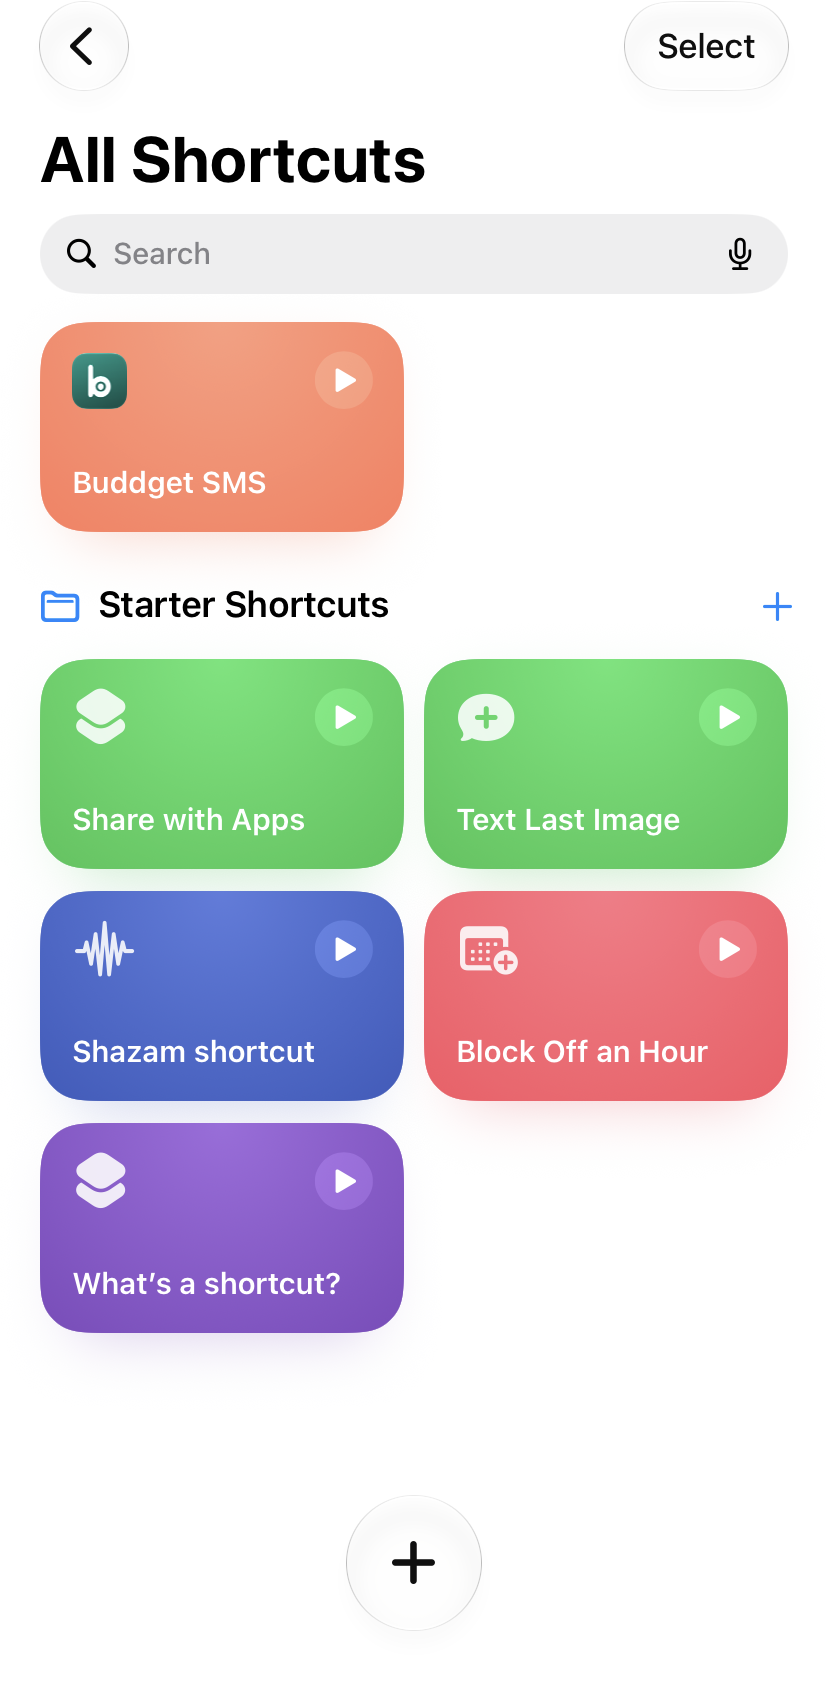 Select
All Shortcuts
Search
b
Buddget SMS
Starter Shortcuts
Share with Apps
Text Last Image
Shazam shortcut
Block Off an Hour
What’s a shortcut?